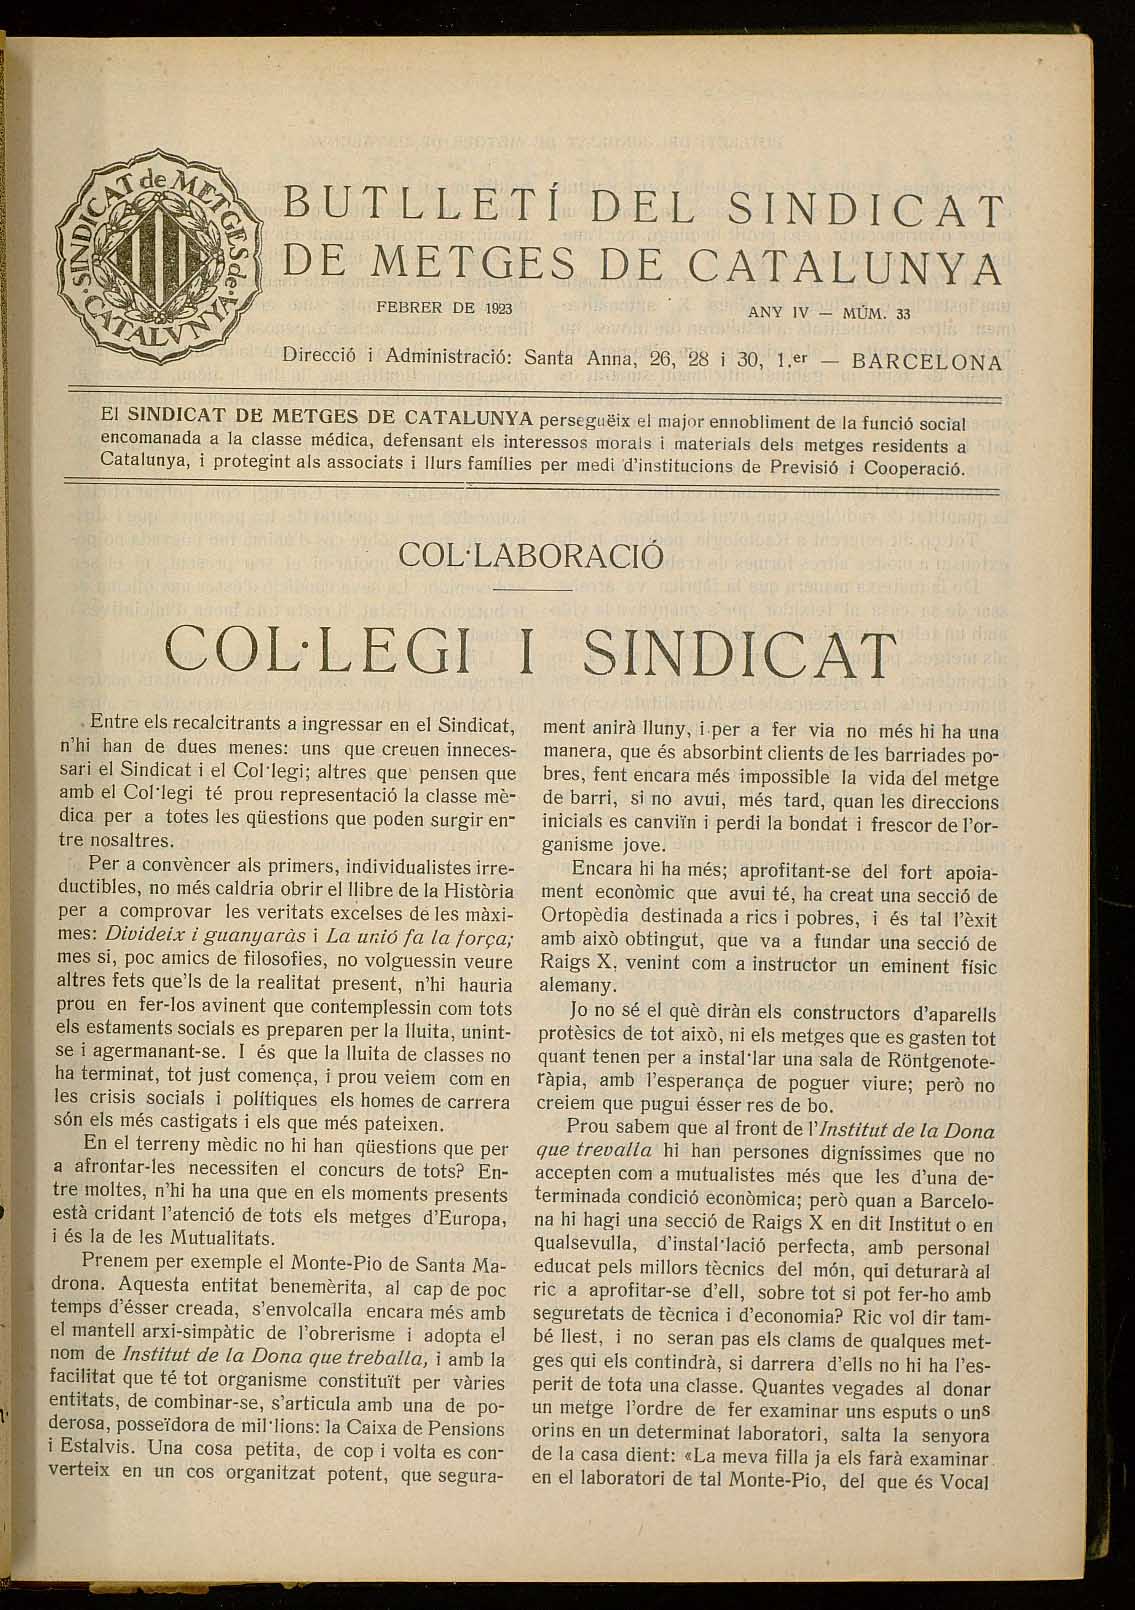 SINDICAT de METGES de CATALVNYA
BUTLLETÍ DEL SINDICAT
DE METGES DE CATALUNYA
FEBRER DE 1923 ANY IV — MÚM. 33
Direcció i Administració: Santa Anna, 26, 28 i 30, 1.er — BARCELONA
El SINDICAT DE METGES DE CATALUNYA perseguëix el major ennobliment de la funció social
encomanada a la classe médica, defensant els interessos morals i materials dels metges residents a
Catalunya, i protegint als associats i llurs famílies per medi d'institucions de Previsió i Cooperació.
COL·LABORACIÓ
COL·LEGI I SINDICAT
Entre els recalcitrants a ingressar en el Sindicat,
n'hi han de dues menes: uns que creuen inneces-
sari el Sindicat i el Col·legi; altres que pensen que
amb el Col·legi té prou representació la classe mè-
dica per a totes les qüestions que poden surgir en-
tre nosaltres.
Per a convèncer als primers, individualistes irre-
ductibles, no més caldria obrir el llibre de la Història
per a comprovar les veritats excelses de les màxi-
mes: Divideix i guanyaràs i La unió fa la força;
mes si, poc amics de filosofies, no volguessin veure
altres fets que'ls de la realitat present, n'hi hauria
prou en fer-los avinent que contemplessin com tots
els estaments socials es preparen per la lluita, unint-
se i agermanant-se. I és que la lluita de classes no
ha terminat, tot just comença, i prou veiem com en
les crisis socials i polítiques els homes de carrera
són els més castigats i els que més pateixen.
En el terreny mèdic no hi han qüestions que per
a afrontar-les necessiten el concurs de tots? En-
tre moltes, n'hi ha una que en els moments presents
està cridant l'atenció de tots els metges d'Europa,
i és la de les Mutualitats.
Prenem per exemple el Monte-Pio de Santa Ma-
drona. Aquesta entitat benemèrita, al cap de poc
temps d'ésser creada, s'envolcalla encara més amb
el mantell arxi-simpàtic de l'obrerisme i adopta el
nom de Institut de la Dona que treballa, i amb la
facilitat que té tot organisme constituït per vàries
entitats, de combinar-se, s'articula amb una de po-
derosa, posseïdora de mil·lions: la Caixa de Pensions
i Estalvis. Una cosa petita, de cop i volta es con-
verteix en un cos organitzat potent, que segura-
ment anirà lluny, i per a fer via no més hi ha una
manera, que és absorbint clients de les barriades po-
bres, fent encara més impossible la vida del metge
de barri, si no avui, més tard, quan les direccions
inicials es canviïn i perdi la bondat i frescor de l'or-
ganisme jove.
Encara hi ha més; aprofitant-se del fort apoia-
ment econòmic que avui té, ha creat una secció de
Ortopèdia destinada a rics i pobres, i és tal l'èxit
amb això obtingut, que va a fundar una secció de
Raigs X, venint com a instructor un eminent físic
alemany.
Jo no sé el què diràn els constructors d'aparells
protèsics de tot això, ni els metges que es gasten tot
quant tenen per a instal·lar una sala de Röntgenote-
ràpia, amb l'esperança de poguer viure; però no
creiem que pugui ésser res de bo.
Prou sabem que al front de l'Institut de la Dona
que trevalla hi han persones digníssimes que no
accepten com a mutualistes més que les d'una de-
terminada condició econòmica; però quan a Barcelo-
na hi hagi una secció de Raigs X en dit Institut o en
qualsevulla, d'instal·lació perfecta, amb personal
educat pels millors tècnics del món, qui deturarà al
ric a aprofitar-se d'ell, sobre tot si pot fer-ho amb
seguretats de tècnica i d'economia? Ric vol dir tam-
bé llest, i no seran pas els clams de qualques met-
ges qui els contindrà, si darrera d'ells no hi ha l'es-
perit de tota una classe. Quantes vegades al donar
un metge l'ordre de fer examinar uns esputs o uns
orins en un determinat laboratori, salta la senyora
de la casa dient: «La meva filla ja els farà examinar
en el laboratori de tal Monte-Pio, del que és Vocal